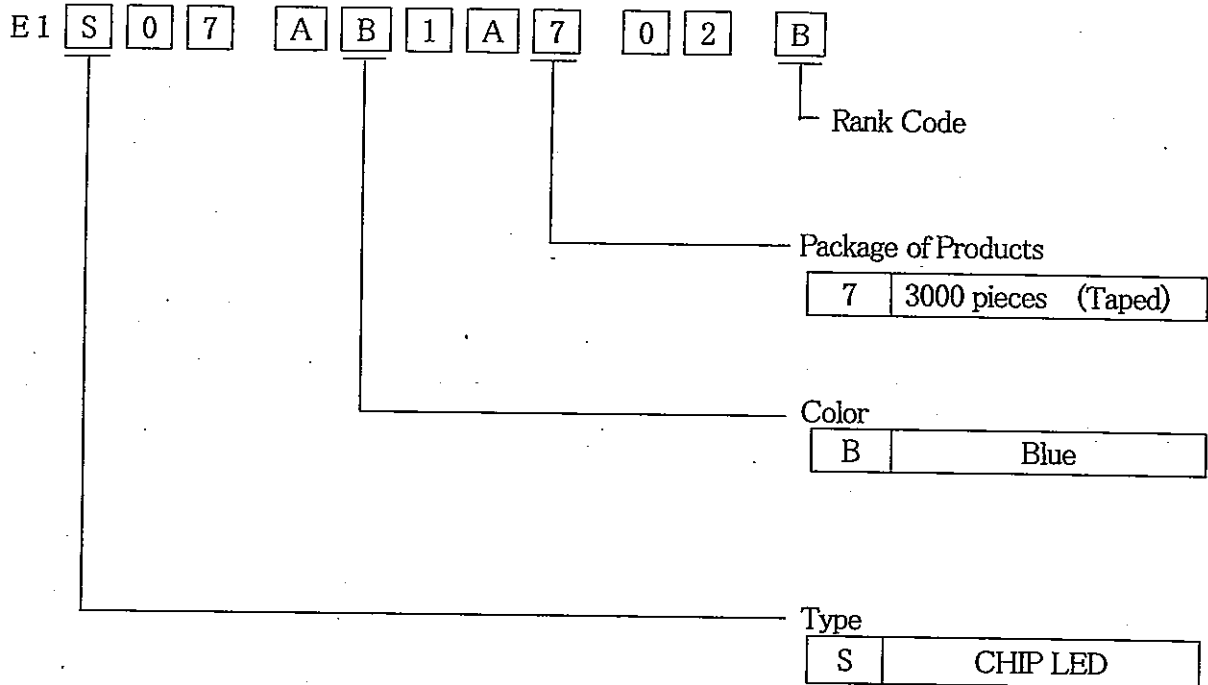 E1 S 0 7 A B 1 A 7 0 2 B
Rank Code
Package of Products
7 3000 pieces (Taped)
Color
B Blue
Type
S CHIP LED